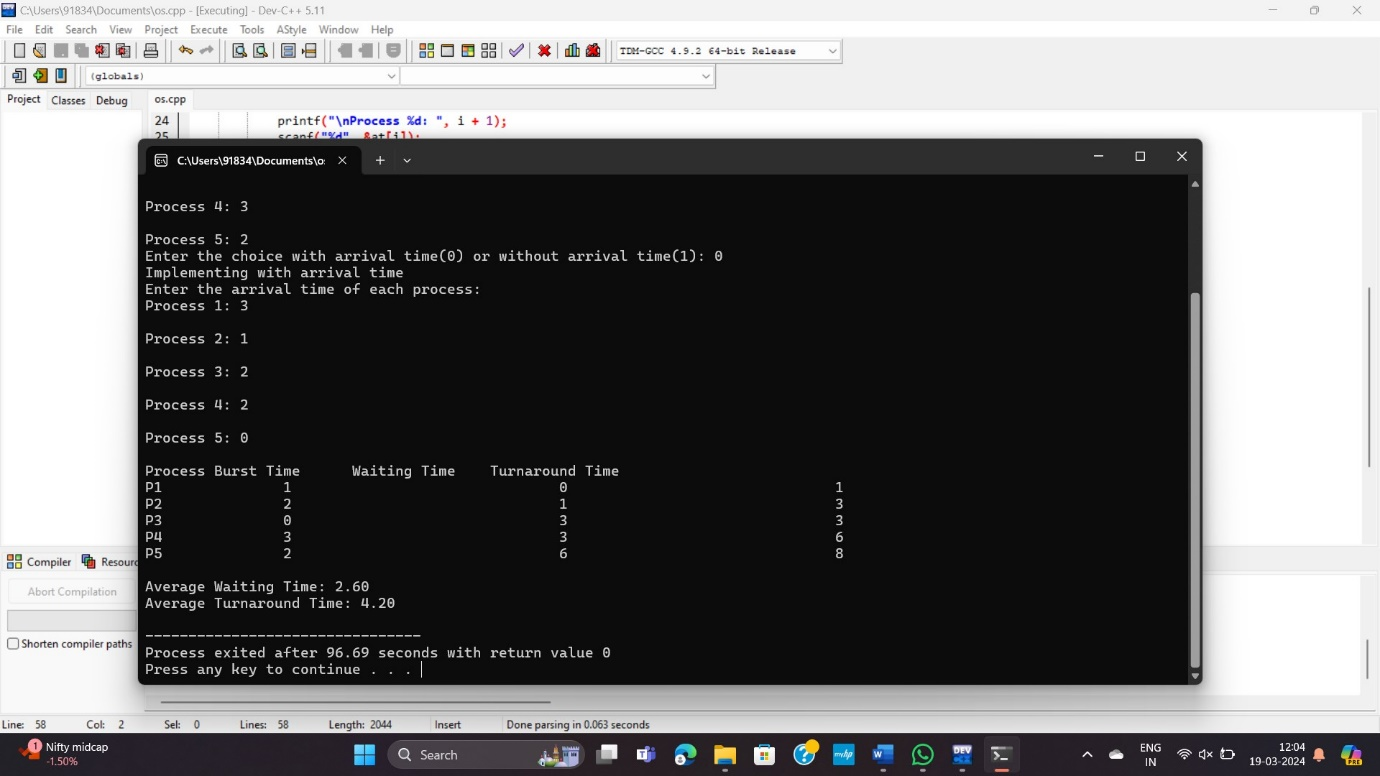 C:\Users\91834\Documents\os.cpp - [Executing] - Dev-C++ 5.11
File Edit Search View Project Execute Tools AStyle Window Help
TDM-GCC 4.9.2 64-bit Release
(globals)
Project Classes Debug os.cpp
24 printf("\nProcess %d: ", i + 1);
25 scanf("%d", &at[i]);
C:\Users\91834\Documents\o:
Process 4: 3
Process 5: 2
Enter the choice with arrival time(0) or without arrival time(1): 0
Implementing with arrival time
Enter the arrival time of each process:
Process 1: 3
Process 2: 1
Process 3: 2
Process 4: 2
Process 5: 0
Process Burst Time Waiting Time Turnaround Time
P1 1 0 1
P2 2 1 3
P3 0 3 3
P4 3 3 6
P5 2 6 8
Average Waiting Time: 2.60
Average Turnaround Time: 4.20
--------------------------------
Process exited after 96.69 seconds with return value 0
Press any key to continue . . .
Compiler Resourc
Abort Compilation
Shorten compiler paths
Line: 58 Col: 2 Sel: 0 Lines: 58 Length: 2044 Insert Done parsing in 0.063 seconds
1 Nifty midcap
-1.50%
Search
DEV
ENG
IN
12:04
19-03-2024
PRE